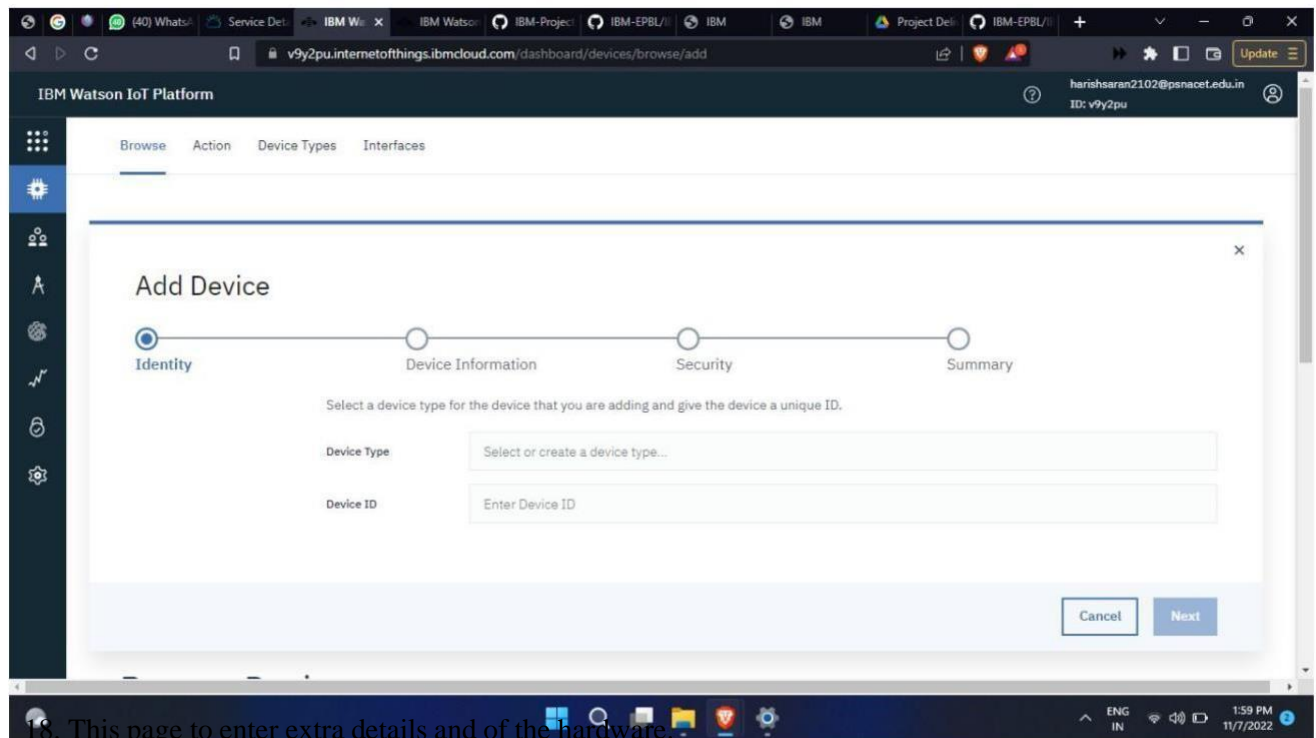 (40) WhatsA
Service Det
IBM Wa
IBM Watson
IBM-Project
IBM-EPBL/I
IBM
IBM
Project Deli
IBM-EPBL/I
v9y2pu.internetofthings.ibmcloud.com/dashboard/devices/browse/add
Update
IBM Watson IoT Platform
harishsaran2102@psnacet.edu.in
ID: v9y2pu
Browse Action Device Types Interfaces
Add Device
Identity Device Information Security Summary
Select a device type for the device that you are adding and give the device a unique ID.
Device Type Select or create a device type...
Device ID Enter Device ID
Cancel Next
18. This page to enter extra details and of the hardware.
ENG
IN
1:59 PM
11/7/2022
2